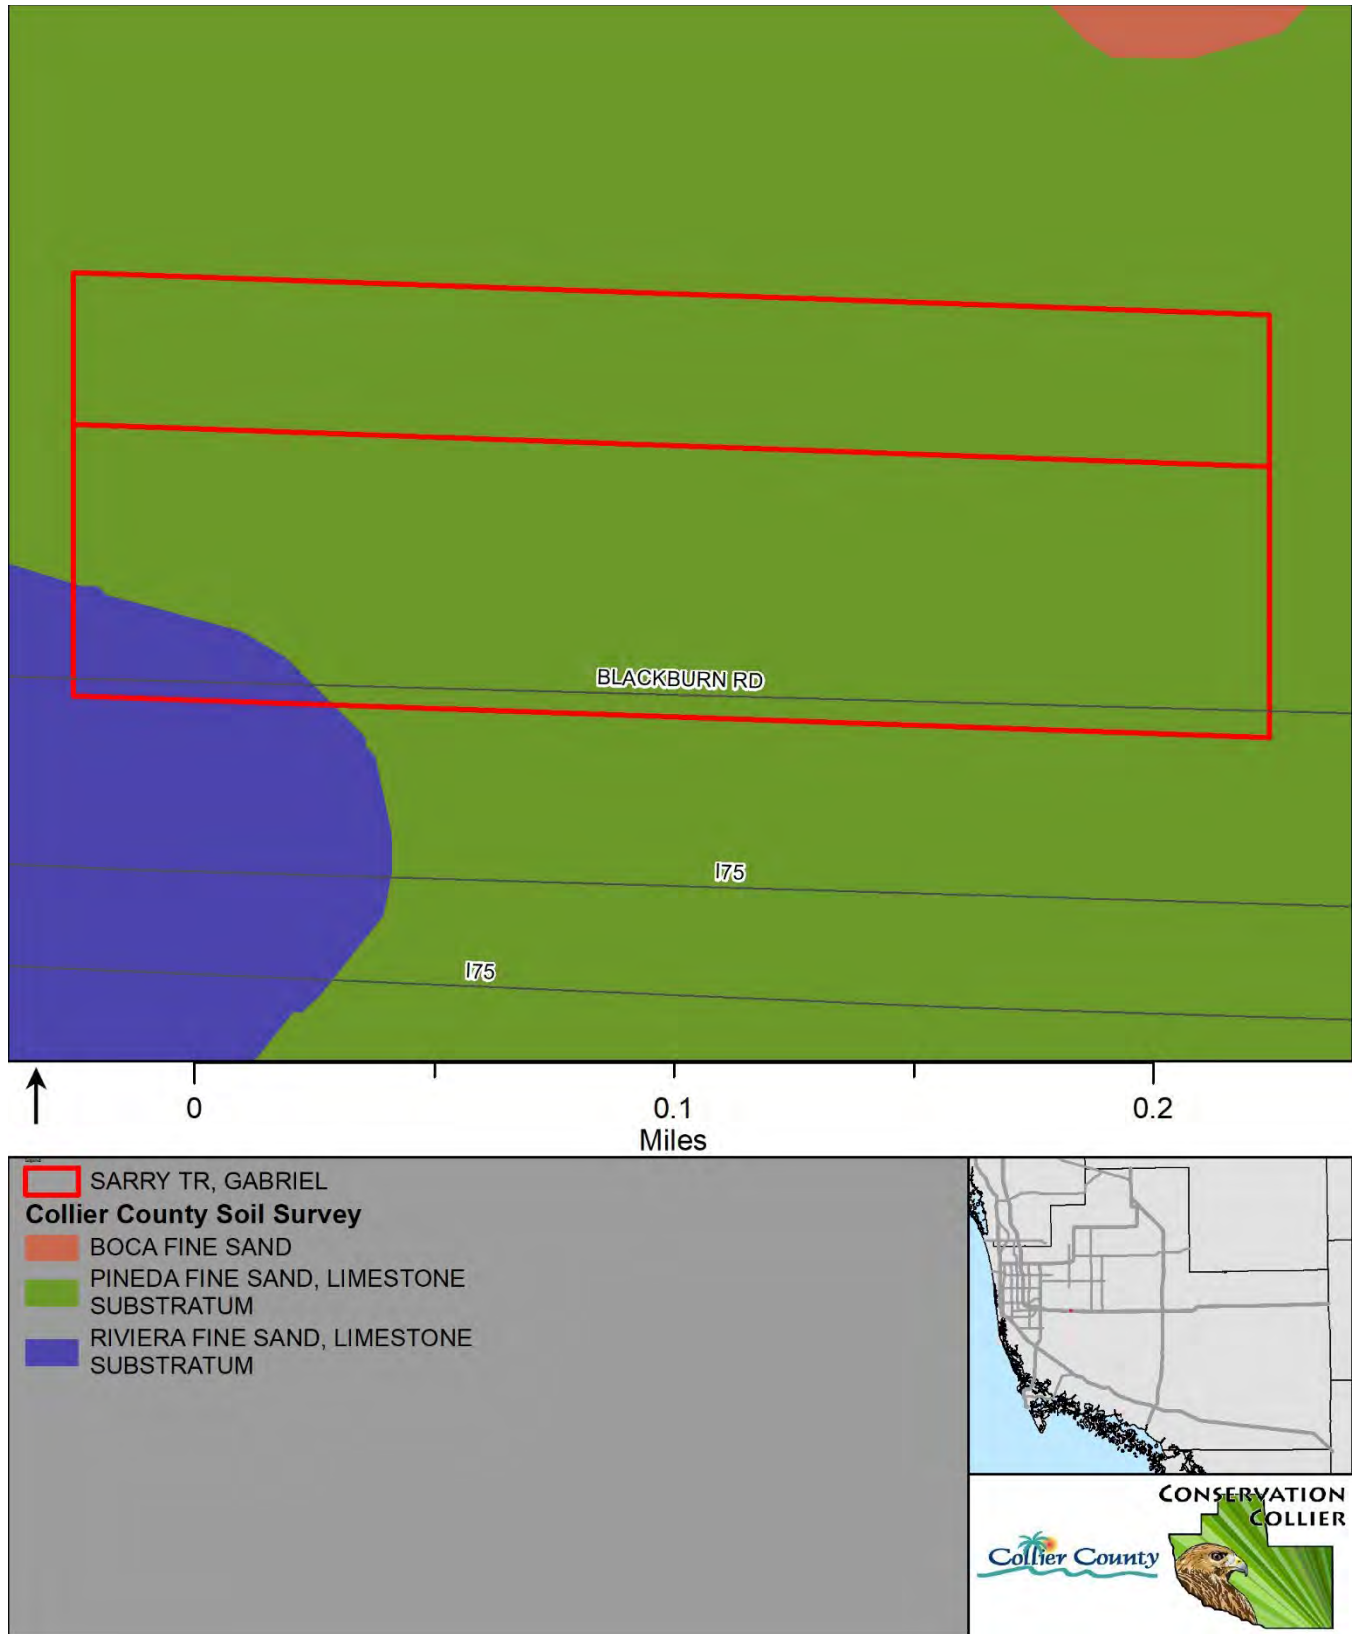 BLACKBURN RD
I75
I75
0 0.1 0.2
Miles
SARRY TR, GABRIEL
Collier County Soil Survey
BOCA FINE SAND
PINEDA FINE SAND, LIMESTONE
SUBSTRATUM
RIVIERA FINE SAND, LIMESTONE
SUBSTRATUM
CONSERVATION
COLLIER
Collier County